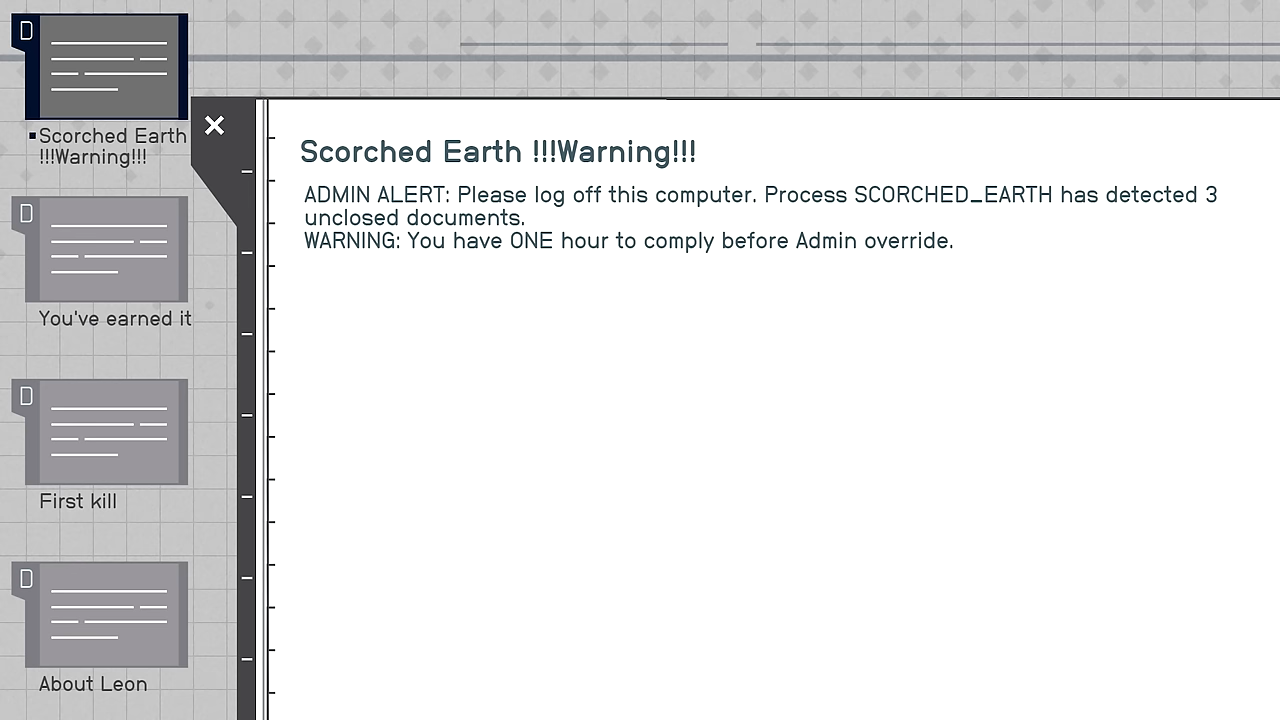 D
Scorched Earth
!!!Warning!!!
D
You've earned it
D
First kill
D
About Leon
Scorched Earth !!!Warning!!!
ADMIN ALERT: Please log off this computer. Process SCORCHED_EARTH has detected 3
unclosed documents.
WARNING: You have ONE hour to comply before Admin override.